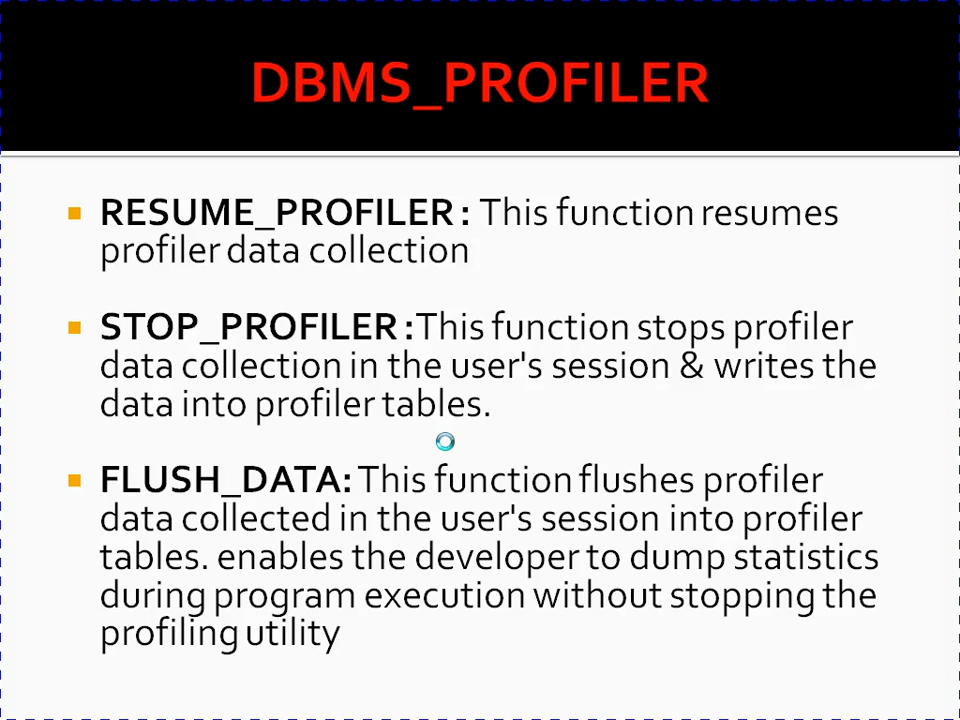 DBMS_PROFILER
RESUME_PROFILER : This function resumes
profiler data collection
STOP_PROFILER :This function stops profiler
data collection in the user's session & writes the
data into profiler tables.
FLUSH_DATA: This function flushes profiler
data collected in the user's session into profiler
tables. enables the developer to dump statistics
during program execution without stopping the
profiling utility